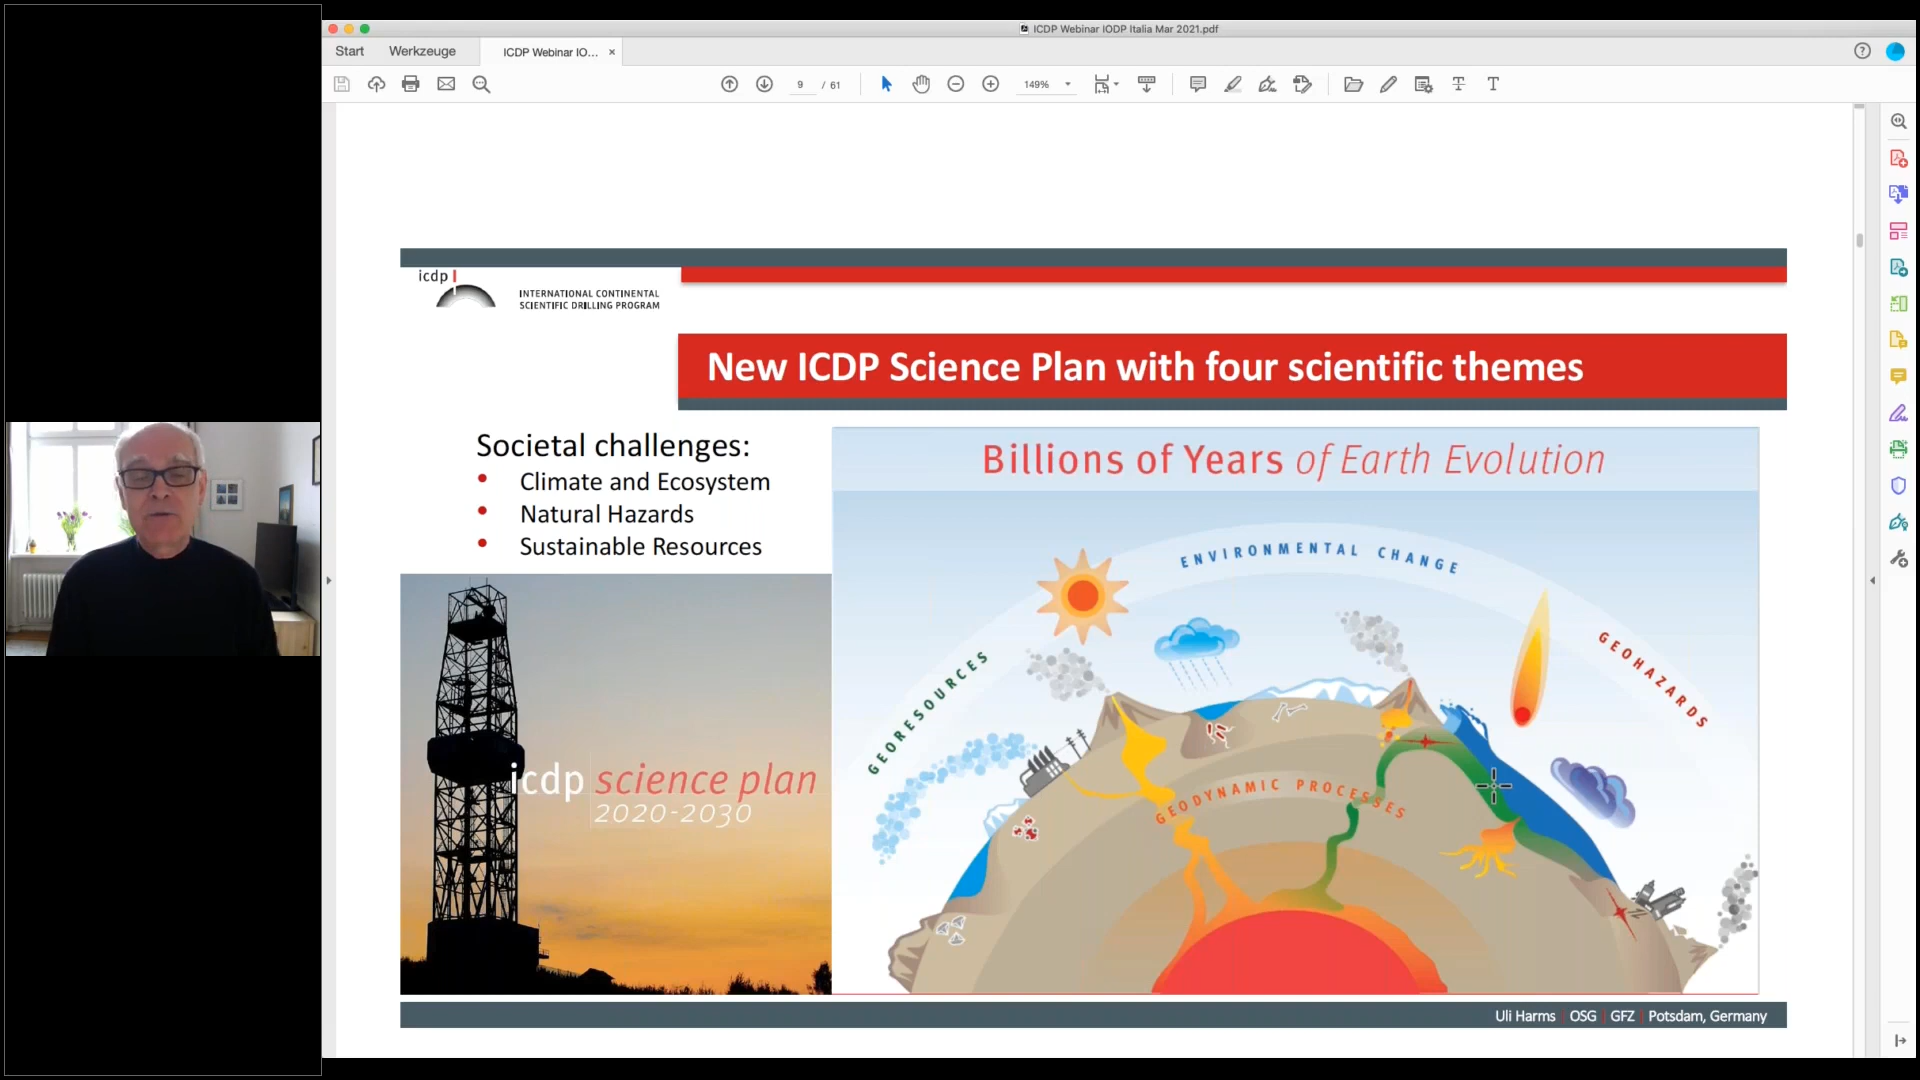 ICDP Webinar IODP Italia Mar 2021.pdf
Start
Werkzeuge
ICDP Webinar IO...
9 / 61
149%
icdp
INTERNATIONAL CONTINENTAL
SCIENTIFIC DRILLING PROGRAM
New ICDP Science Plan with four scientific themes
Societal challenges:
• Climate and Ecosystem
• Natural Hazards
• Sustainable Resources
icdp science plan
2020-2030
Billions of Years of Earth Evolution
ENVIRONMENTAL CHANGE
GEORESOURCES
GEOHAZARDS
GEODYNAMIC PROCESSES
Uli Harms | OSG | GFZ | Potsdam, Germany